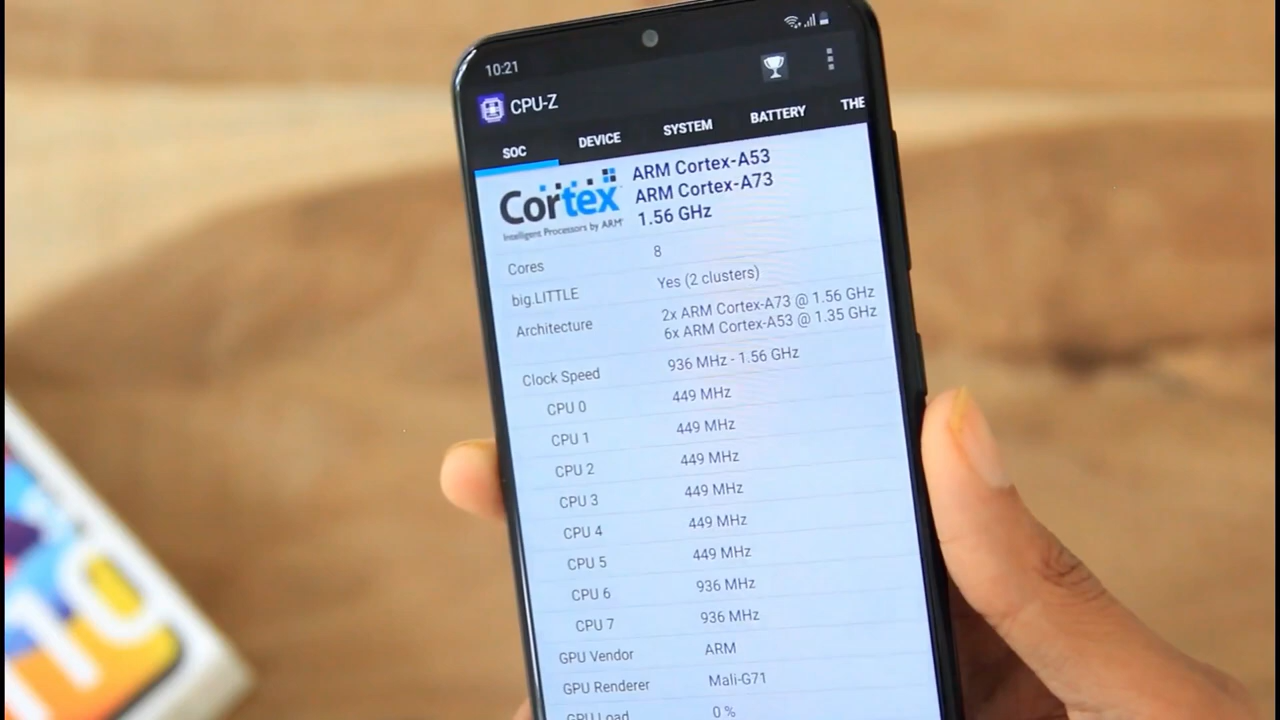 10:21
CPU-Z
SOC DEVICE SYSTEM BATTERY THE
Cortex
Intelligent Processors by ARM
ARM Cortex-A53
ARM Cortex-A73
1.56 GHz
Cores 8
big.LITTLE Yes (2 clusters)
Architecture 2x ARM Cortex-A73 @ 1.56 GHz
6x ARM Cortex-A53 @ 1.35 GHz
Clock Speed 936 MHz - 1.56 GHz
CPU 0 449 MHz
CPU 1 449 MHz
CPU 2 449 MHz
CPU 3 449 MHz
CPU 4 449 MHz
CPU 5 449 MHz
CPU 6 936 MHz
CPU 7 936 MHz
GPU Vendor ARM
GPU Renderer Mali-G71
GPU Load 0 %